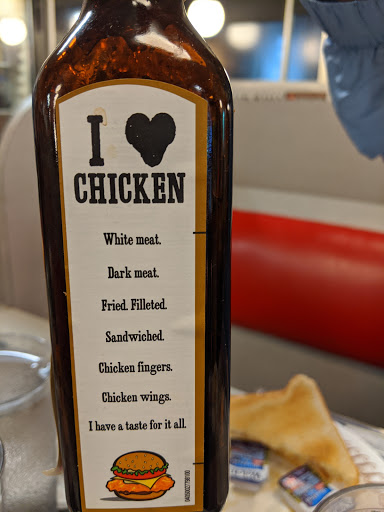 I ♥
CHICKEN
White meat.
Dark meat.
Fried. Filleted.
Sandwiched.
Chicken fingers.
Chicken wings.
I have a taste for it all.